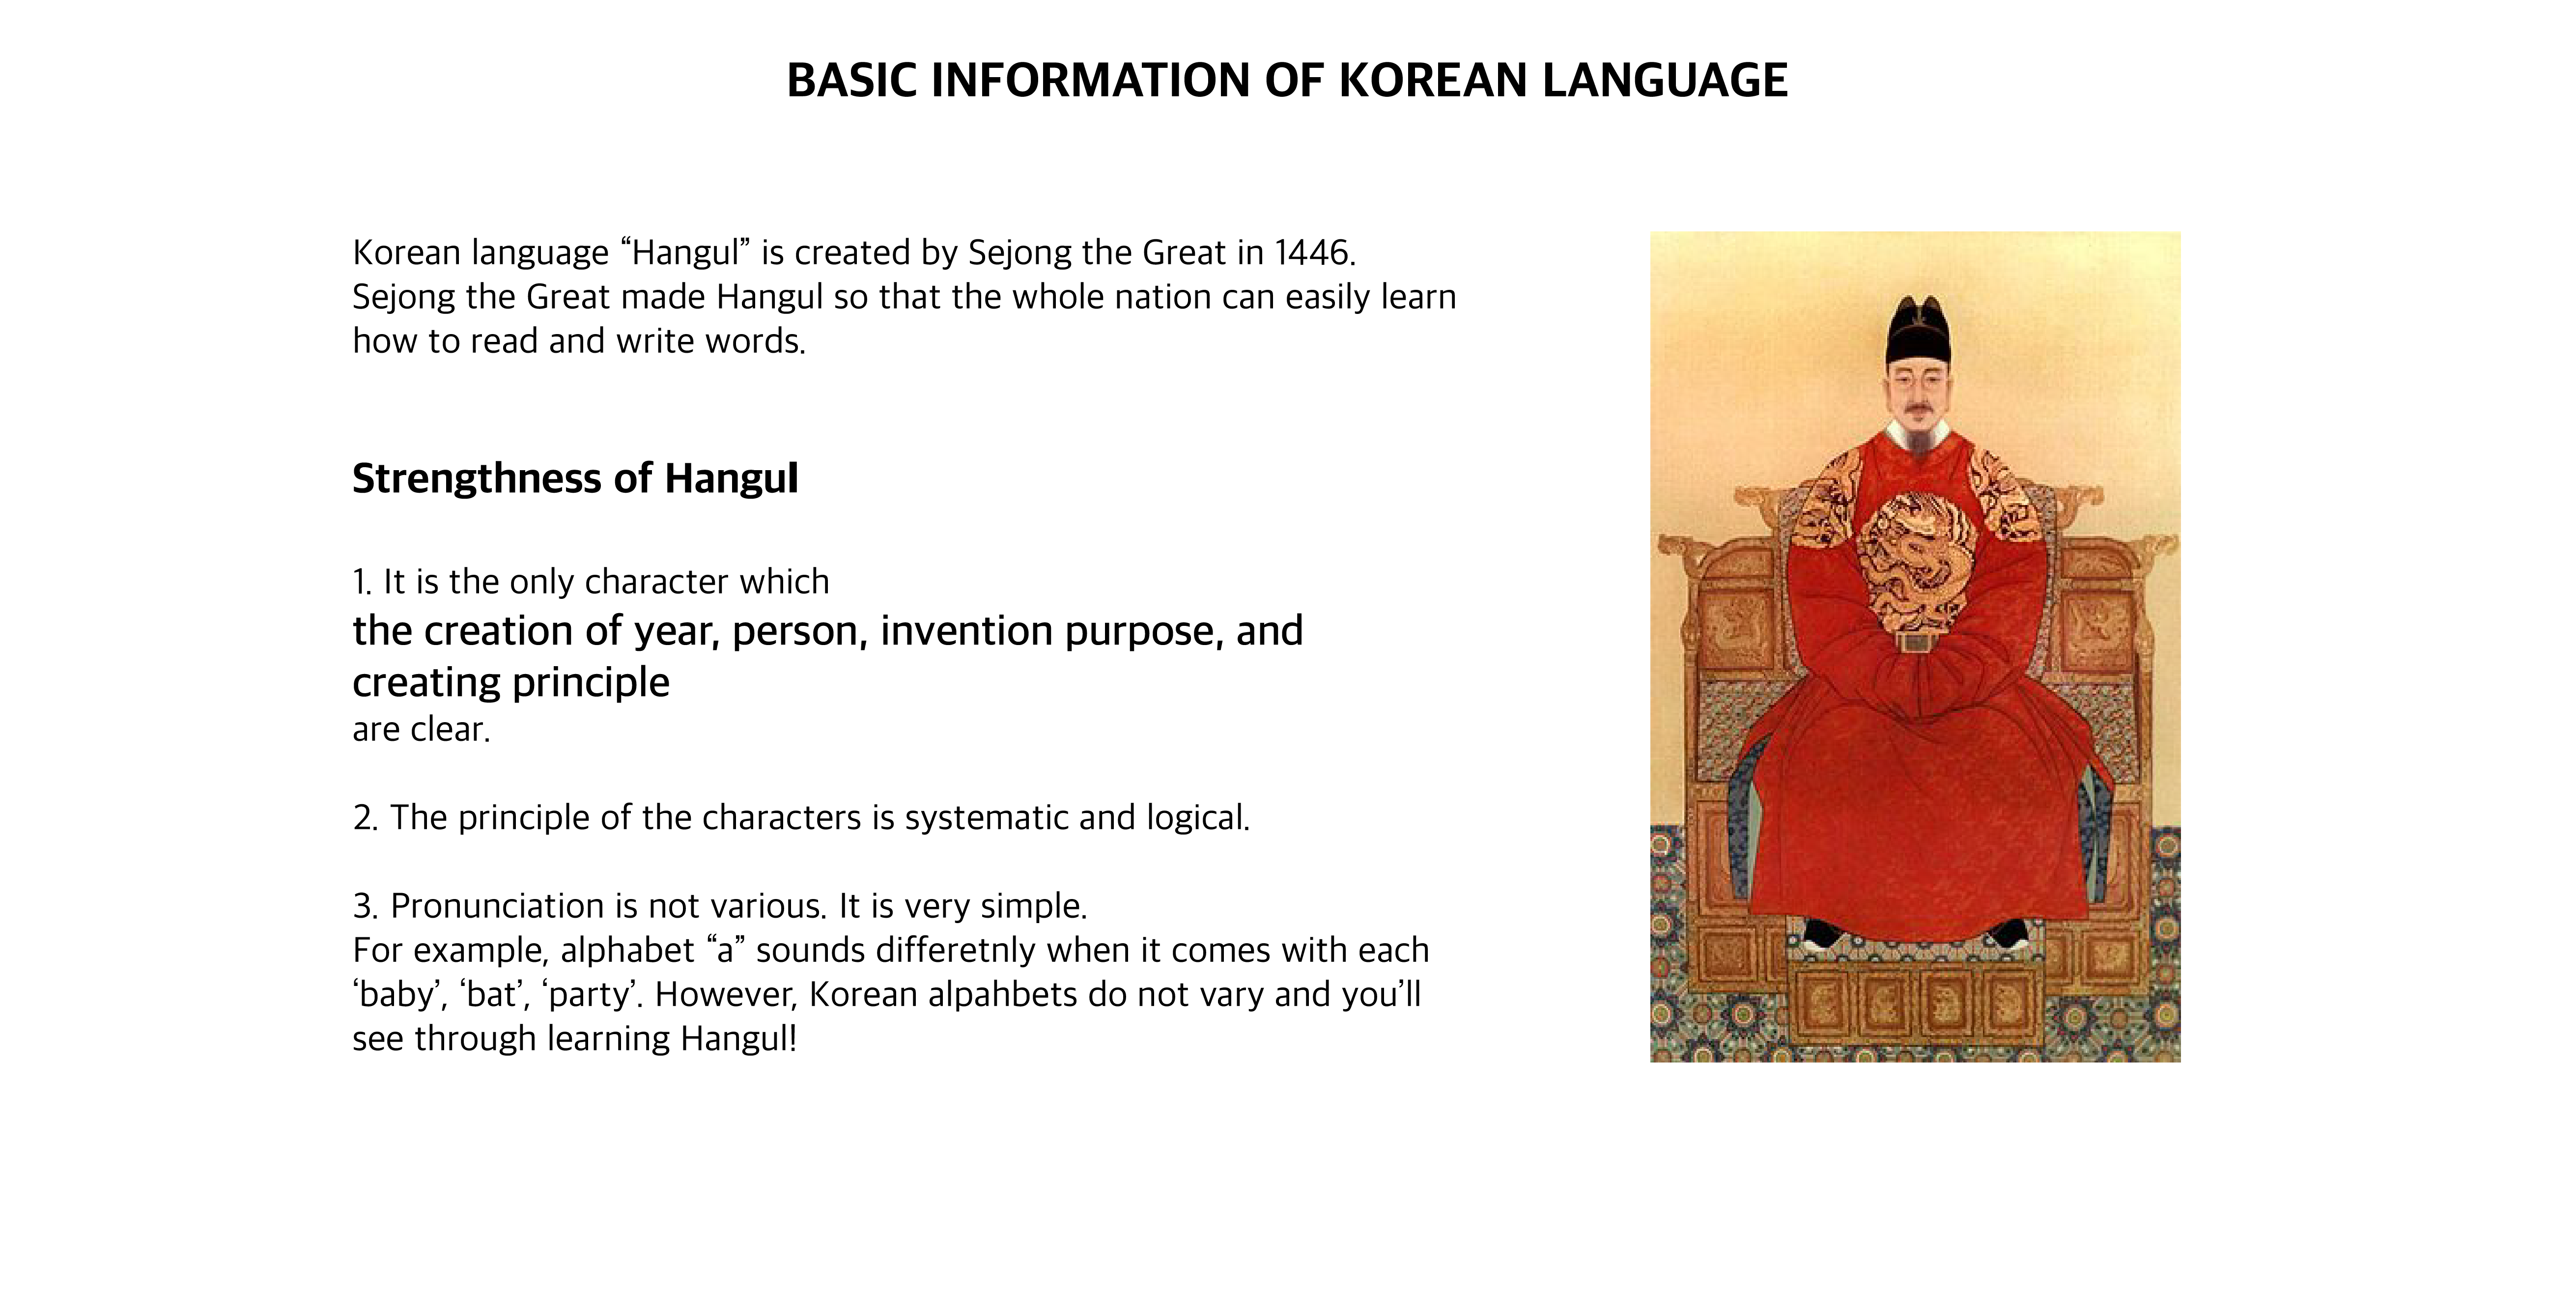 BASIC INFORMATION OF KOREAN LANGUAGE
Korean language “Hangul” is created by Sejong the Great in 1446.
Sejong the Great made Hangul so that the whole nation can easily learn
how to read and write words.
Strengthness of Hangul
1. It is the only character which
the creation of year, person, invention purpose, and
creating principle
are clear.
2. The principle of the characters is systematic and logical.
3. Pronunciation is not various. It is very simple.
For example, alphabet “a” sounds differetnly when it comes with each
‘baby’, ‘bat’, ‘party’. However, Korean alpahbets do not vary and you’ll
see through learning Hangul!